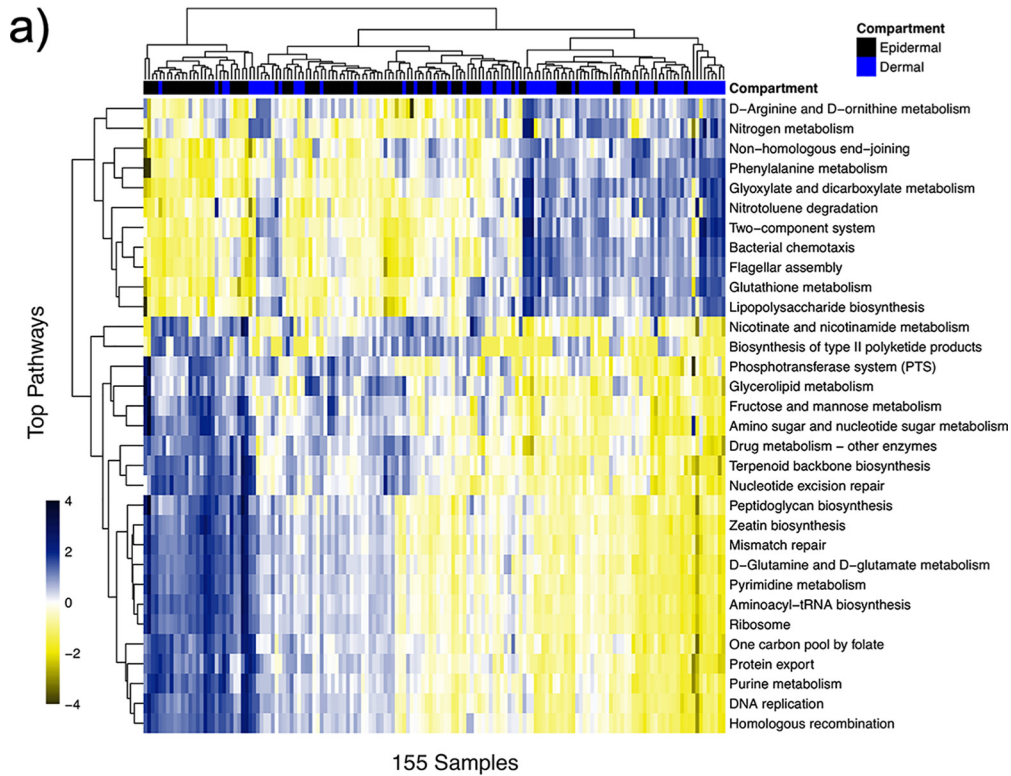 a)
Compartment
Epidermal
Dermal
Compartment
D−Arginine and D−ornithine metabolism
Nitrogen metabolism
Non−homologous end−joining
Phenylalanine metabolism
Glyoxylate and dicarboxylate metabolism
Nitrotoluene degradation
Two−component system
Bacterial chemotaxis
Flagellar assembly
Glutathione metabolism
Lipopolysaccharide biosynthesis
Nicotinate and nicotinamide metabolism
Biosynthesis of type II polyketide products
Phosphotransferase system (PTS)
Glycerolipid metabolism
Fructose and mannose metabolism
Amino sugar and nucleotide sugar metabolism
Drug metabolism − other enzymes
Terpenoid backbone biosynthesis
Nucleotide excision repair
Peptidoglycan biosynthesis
Zeatin biosynthesis
Mismatch repair
D−Glutamine and D−glutamate metabolism
Pyrimidine metabolism
Aminoacyl−tRNA biosynthesis
Ribosome
One carbon pool by folate
Protein export
Purine metabolism
DNA replication
Homologous recombination
Top Pathways
4
2
0
−2
−4
155 Samples